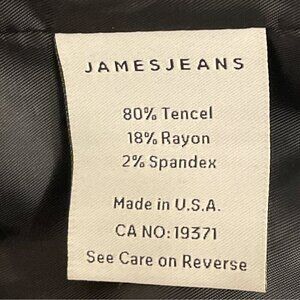 JAMESJEANS
80% Tencel
18% Rayon
2% Spandex
Made in U.S.A.
CA NO: 19371
See Care on Reverse